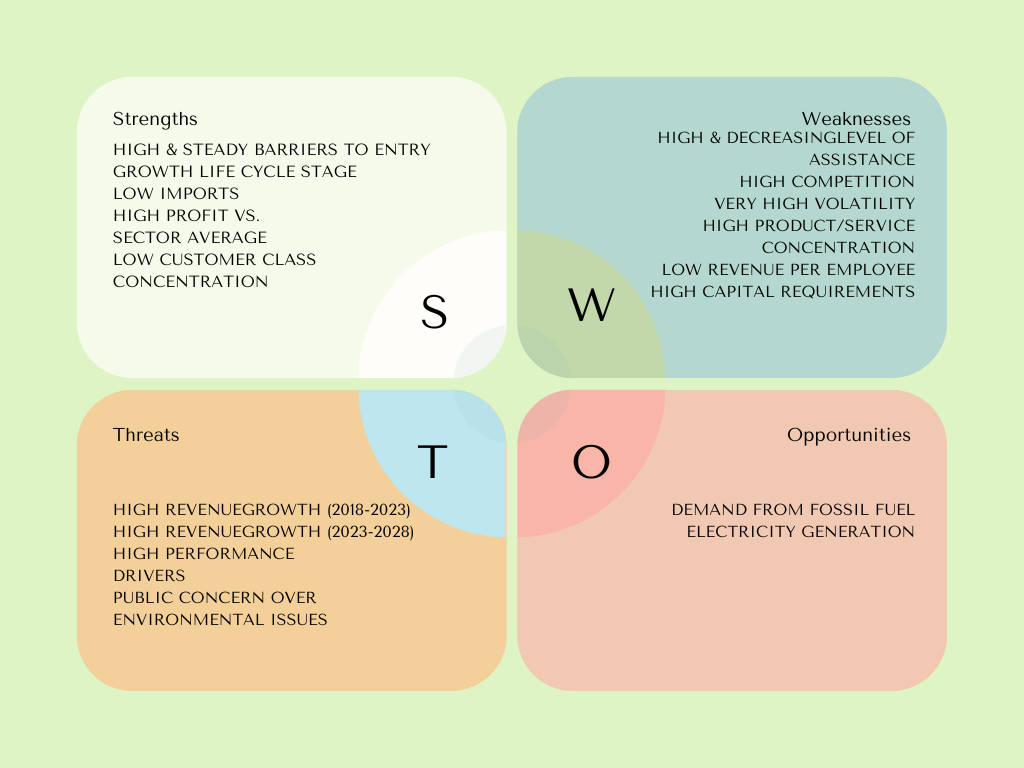 Strengths
HIGH & STEADY BARRIERS TO ENTRY
GROWTH LIFE CYCLE STAGE
LOW IMPORTS
HIGH PROFIT VS.
SECTOR AVERAGE
LOW CUSTOMER CLASS
CONCENTRATION
S
Weaknesses
HIGH & DECREASINGLEVEL OF
ASSISTANCE
HIGH COMPETITION
VERY HIGH VOLATILITY
HIGH PRODUCT/SERVICE
CONCENTRATION
LOW REVENUE PER EMPLOYEE
HIGH CAPITAL REQUIREMENTS
W
Threats
T
HIGH REVENUEGROWTH (2018-2023)
HIGH REVENUEGROWTH (2023-2028)
HIGH PERFORMANCE
DRIVERS
PUBLIC CONCERN OVER
ENVIRONMENTAL ISSUES
Opportunities
O
DEMAND FROM FOSSIL FUEL
ELECTRICITY GENERATION